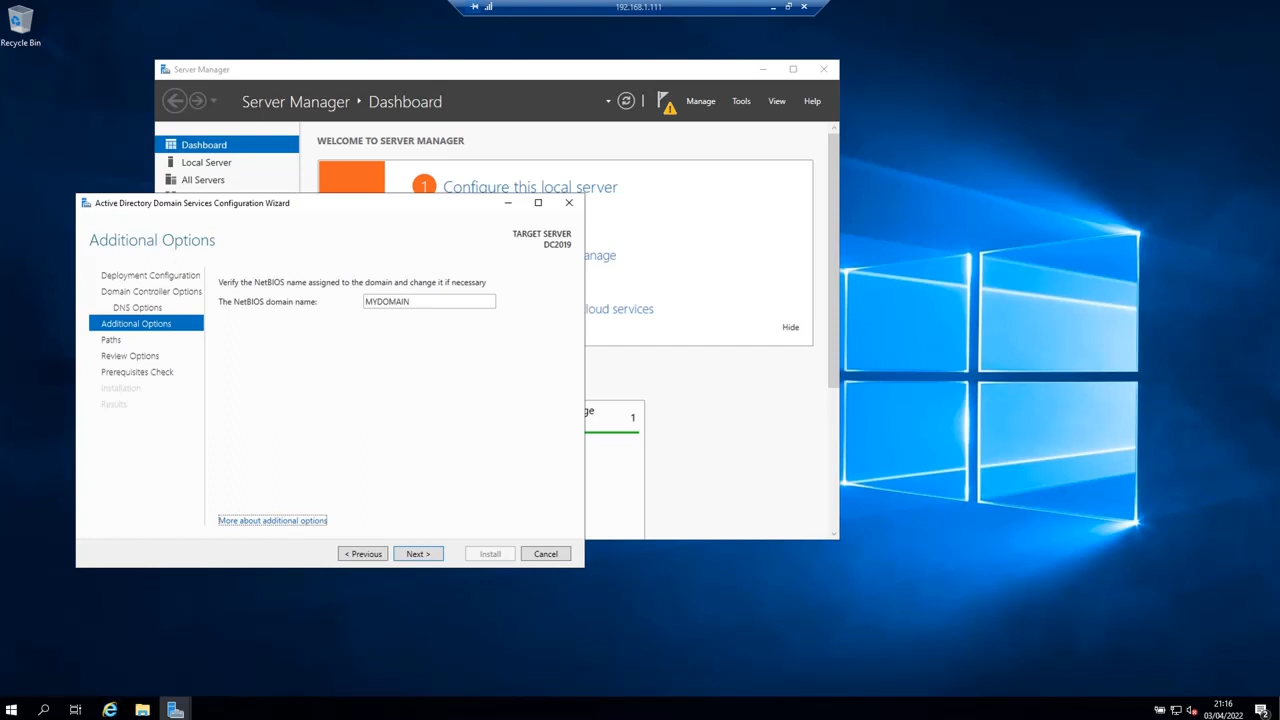 192.168.1.111
Recycle Bin
Server Manager
Server Manager ‣ Dashboard
Manage
Tools
View
Help
Dashboard
Local Server
All Servers
WELCOME TO SERVER MANAGER
1 Configure this local server
anage
loud services
Hide
ge
1
Active Directory Domain Services Configuration Wizard
Additional Options
TARGET SERVER
DC2019
Deployment Configuration
Domain Controller Options
DNS Options
Additional Options
Paths
Review Options
Prerequisites Check
Installation
Results
Verify the NetBIOS name assigned to the domain and change it if necessary
The NetBIOS domain name: MYDOMAIN
More about additional options
< Previous
Next >
Install
Cancel
21:16
03/04/2022
2